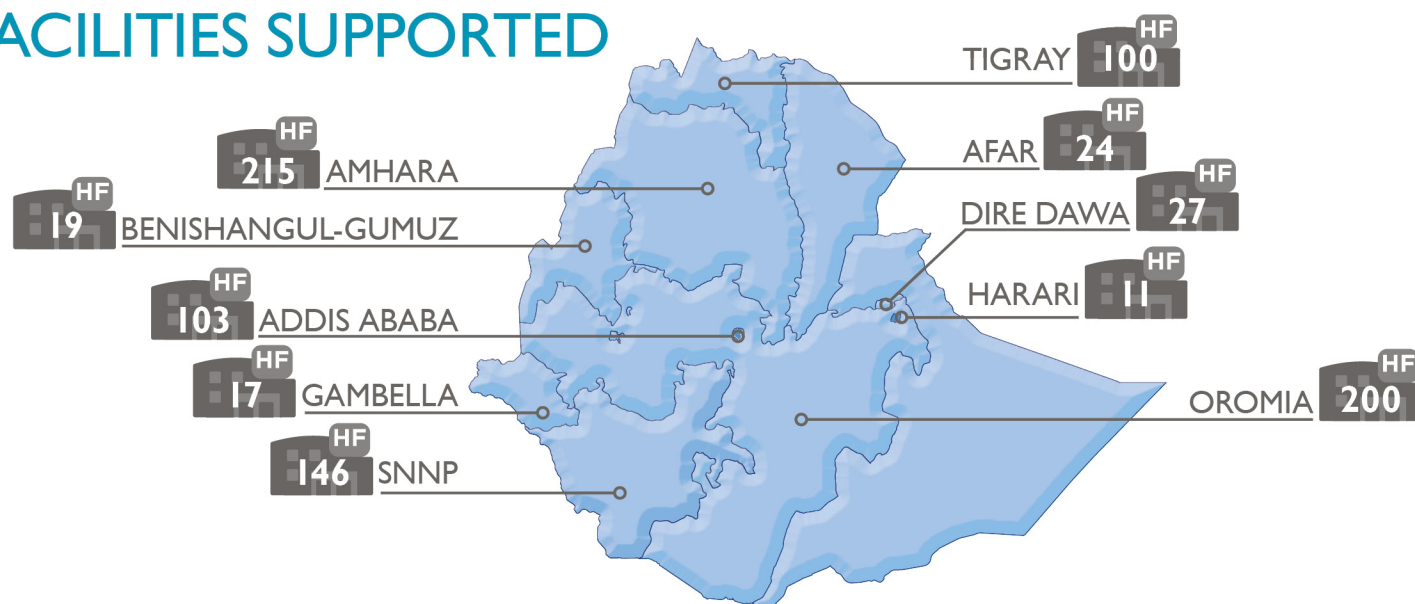 ACILITIES SUPPORTED
TIGRAY
HF
100
AFAR
HF
24
DIRE DAWA
HF
27
HARARI
HF
11
OROMIA
HF
200
HF
215
AMHARA
HF
19
BENISHANGUL-GUMUZ
HF
103
ADDIS ABABA
HF
17
GAMBELLA
HF
146
SNNP